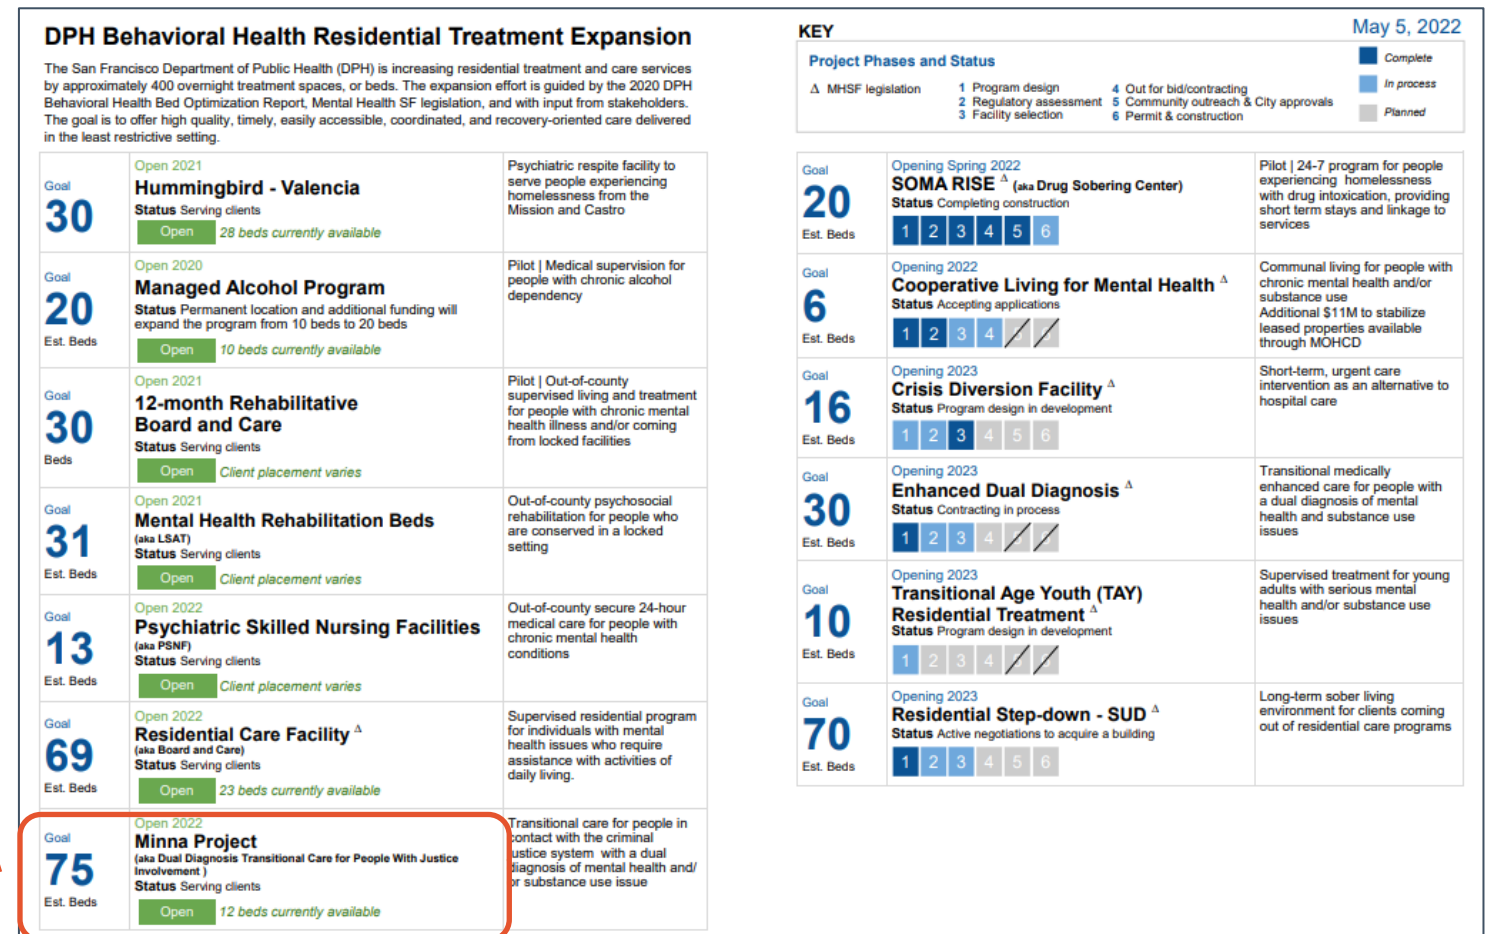 DPH Behavioral Health Residential Treatment Expansion
The San Francisco Department of Public Health (DPH) is increasing residential treatment and care services
by approximately 400 overnight treatment spaces, or beds. The expansion effort is guided by the 2020 DPH
Behavioral Health Bed Optimization Report, Mental Health SF legislation, and with input from stakeholders.
The goal is to offer high quality, timely, easily accessible, coordinated, and recovery-oriented care delivered
in the least restrictive setting.
Goal
30
Open 2021
Hummingbird - Valencia
Status Serving clients
Open 28 beds currently available
Psychiatric respite facility to
serve people experiencing
homelessness from the
Mission and Castro
Goal
20
Est. Beds
Open 2020
Managed Alcohol Program
Status Permanent location and additional funding will
expand the program from 10 beds to 20 beds
Open 10 beds currently available
Pilot | Medical supervision for
people with chronic alcohol
dependency
Goal
30
Beds
Open 2021
12-month Rehabilitative
Board and Care
Status Serving clients
Open Client placement varies
Pilot | Out-of-county
supervised living and treatment
for people with chronic mental
health illness and/or coming
from locked facilities
Goal
31
Est. Beds
Open 2021
Mental Health Rehabilitation Beds
(aka LSAT)
Status Serving clients
Open Client placement varies
Out-of-county psychosocial
rehabilitation for people who
are conserved in a locked
setting
Goal
13
Est. Beds
Open 2022
Psychiatric Skilled Nursing Facilities
(aka PSNF)
Status Serving clients
Open Client placement varies
Out-of-county secure 24-hour
medical care for people with
chronic mental health
conditions
Goal
69
Est. Beds
Open 2022
Residential Care Facility Δ
(aka Board and Care)
Status Serving clients
Open 23 beds currently available
Supervised residential program
for individuals with mental
health issues who require
assistance with activities of
daily living.
Goal
75
Est. Beds
Open 2022
Minna Project
(aka Dual Diagnosis Transitional Care for People With Justice
Involvement )
Status Serving clients
Open 12 beds currently available
Transitional care for people in
contact with the criminal
justice system with a dual
diagnosis of mental health and/
or substance use issue
May 5, 2022
KEY
Project Phases and Status
Δ MHSF legislation
1 Program design
2 Regulatory assessment
3 Facility selection
4 Out for bid/contracting
5 Community outreach & City approvals
6 Permit & construction
Complete
In process
Planned
Goal
20
Est. Beds
Opening Spring 2022
SOMA RISE Δ (aka Drug Sobering Center)
Status Completing construction
1 2 3 4 5 6
Pilot | 24-7 program for people
experiencing homelessness
with drug intoxication, providing
short term stays and linkage to
services
Goal
6
Est. Beds
Opening 2022
Cooperative Living for Mental Health Δ
Status Accepting applications
1 2 3 4
Communal living for people with
chronic mental health and/or
substance use
Additional $11M to stabilize
leased properties available
through MOHCD
Goal
16
Est. Beds
Opening 2023
Crisis Diversion Facility Δ
Status Program design in development
1 2 3 4 5 6
Short-term, urgent care
intervention as an alternative to
hospital care
Goal
30
Est. Beds
Opening 2023
Enhanced Dual Diagnosis Δ
Status Contracting in process
1 2 3 4
Transitional medically
enhanced care for people with
a dual diagnosis of mental
health and substance use
issues
Goal
10
Est. Beds
Opening 2023
Transitional Age Youth (TAY)
Residential Treatment Δ
Status Program design in development
1 2 3 4
Supervised treatment for young
adults with serious mental
health and/or substance use
issues
Goal
70
Est. Beds
Opening 2023
Residential Step-down - SUD Δ
Status Active negotiations to acquire a building
1 2 3 4 5 6
Long-term sober living
environment for clients coming
out of residential care programs